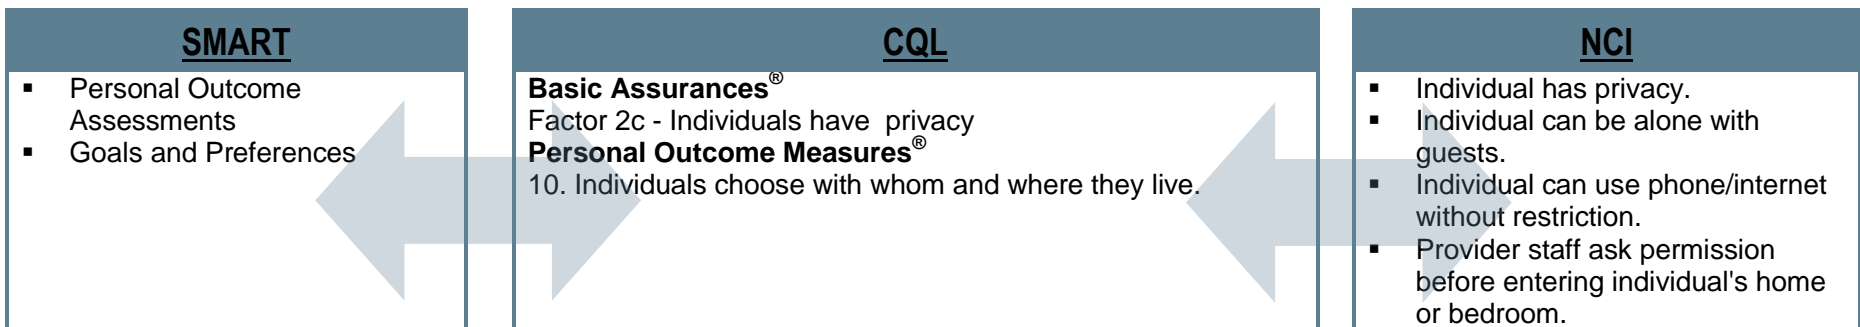 SMART
▪ Personal Outcome
Assessments
▪ Goals and Preferences
CQL
Basic Assurances®
Factor 2c - Individuals have privacy
Personal Outcome Measures®
10. Individuals choose with whom and where they live.
NCI
▪ Individual has privacy.
▪ Individual can be alone with
guests.
▪ Individual can use phone/internet
without restriction.
▪ Provider staff ask permission
before entering individual's home
or bedroom.